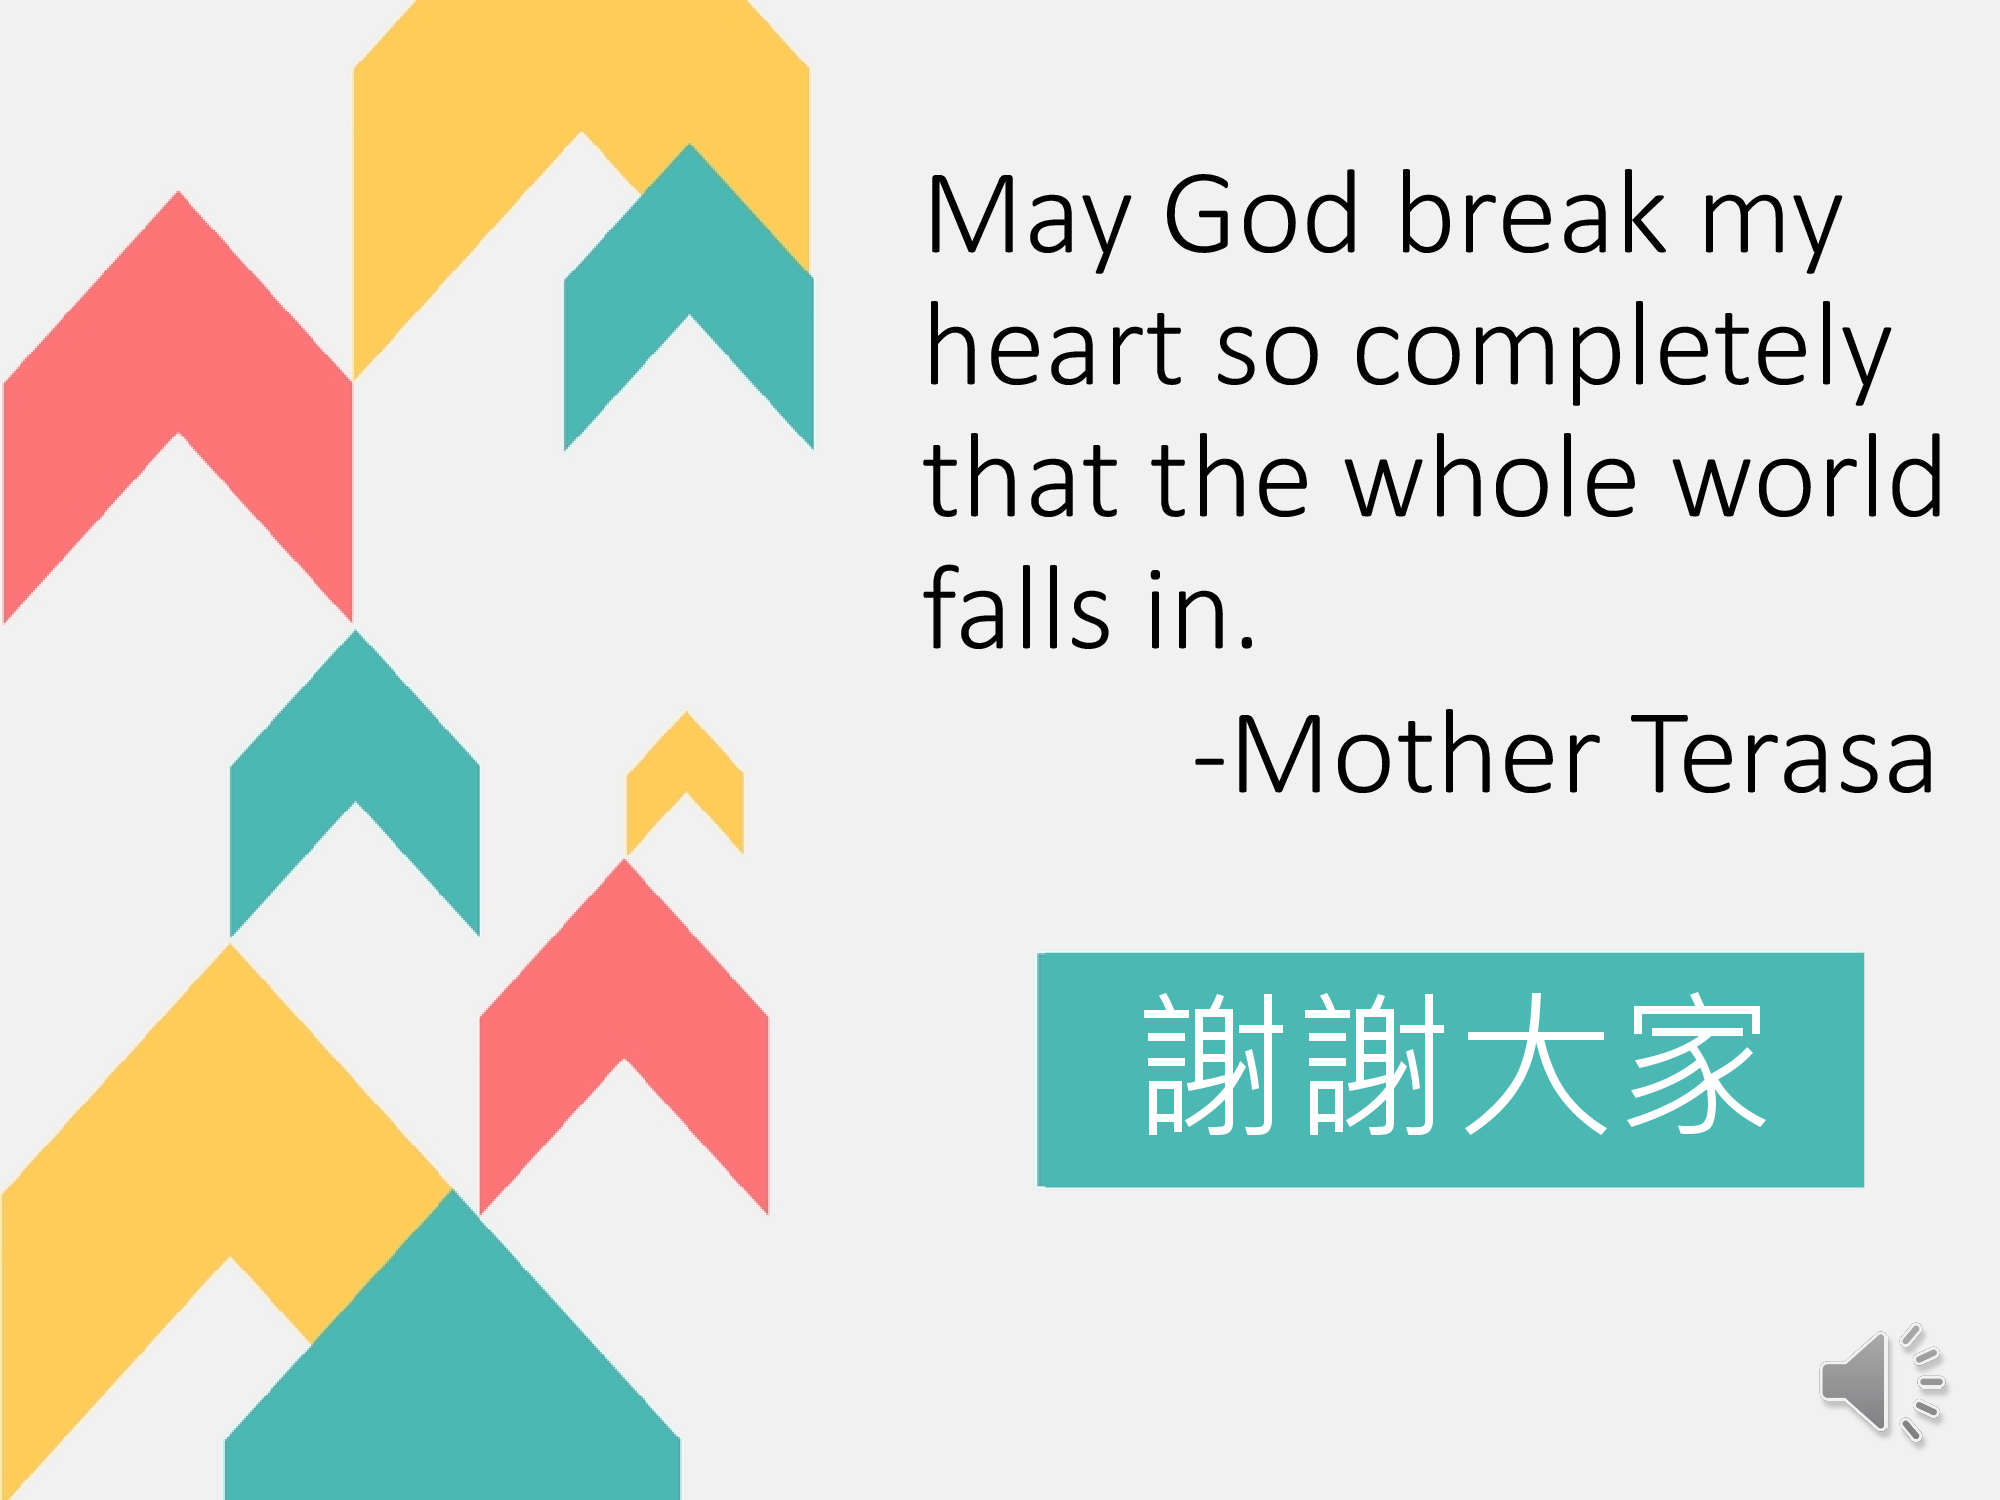 May God break my
heart so completely
that the whole world
falls in.
-Mother Terasa
謝謝大家